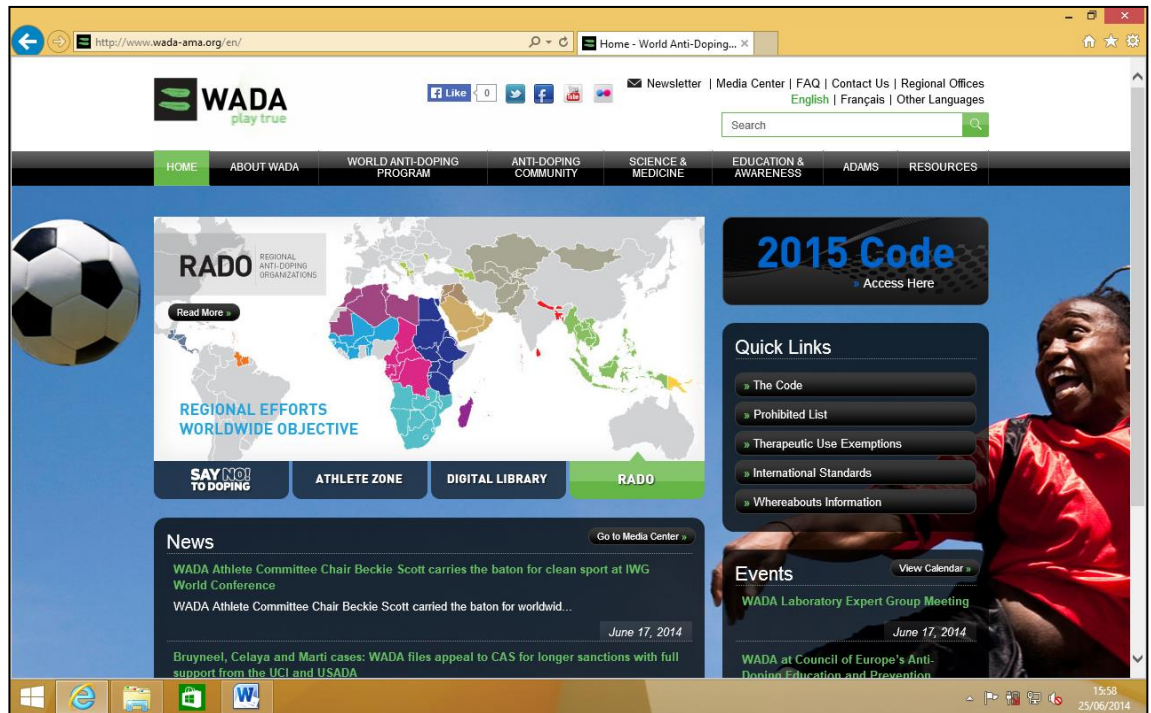 http://www.wada-ama.org/en/
Home - World Anti-Doping...
WADA
play true
Like 0
You Tube
Newsletter | Media Center | FAQ | Contact Us | Regional Offices
English | Français | Other Languages
Search
HOME
ABOUT WADA
WORLD ANTI-DOPING
PROGRAM
ANTI-DOPING
COMMUNITY
SCIENCE &
MEDICINE
EDUCATION &
AWARENESS
ADAMS
RESOURCES
RADO
REGIONAL
ANTI-DOPING
ORGANIZATIONS
Read More »
REGIONAL EFFORTS
WORLDWIDE OBJECTIVE
SAY NO!
TO DOPING
ATHLETE ZONE
DIGITAL LIBRARY
RADO
2015 Code
» Access Here
Quick Links
» The Code
» Prohibited List
» Therapeutic Use Exemptions
» International Standards
» Whereabouts Information
News
Go to Media Center »
WADA Athlete Committee Chair Beckie Scott carries the baton for clean sport at IWG
World Conference
WADA Athlete Committee Chair Beckie Scott carried the baton for worldwid...
June 17, 2014
Bruyneel, Celaya and Marti cases: WADA files appeal to CAS for longer sanctions with full
support from the UCI and USADA
Events
View Calendar »
WADA Laboratory Expert Group Meeting
June 17, 2014
WADA at Council of Europe's Anti-
Doping Education and Prevention
15:58
25/06/2014